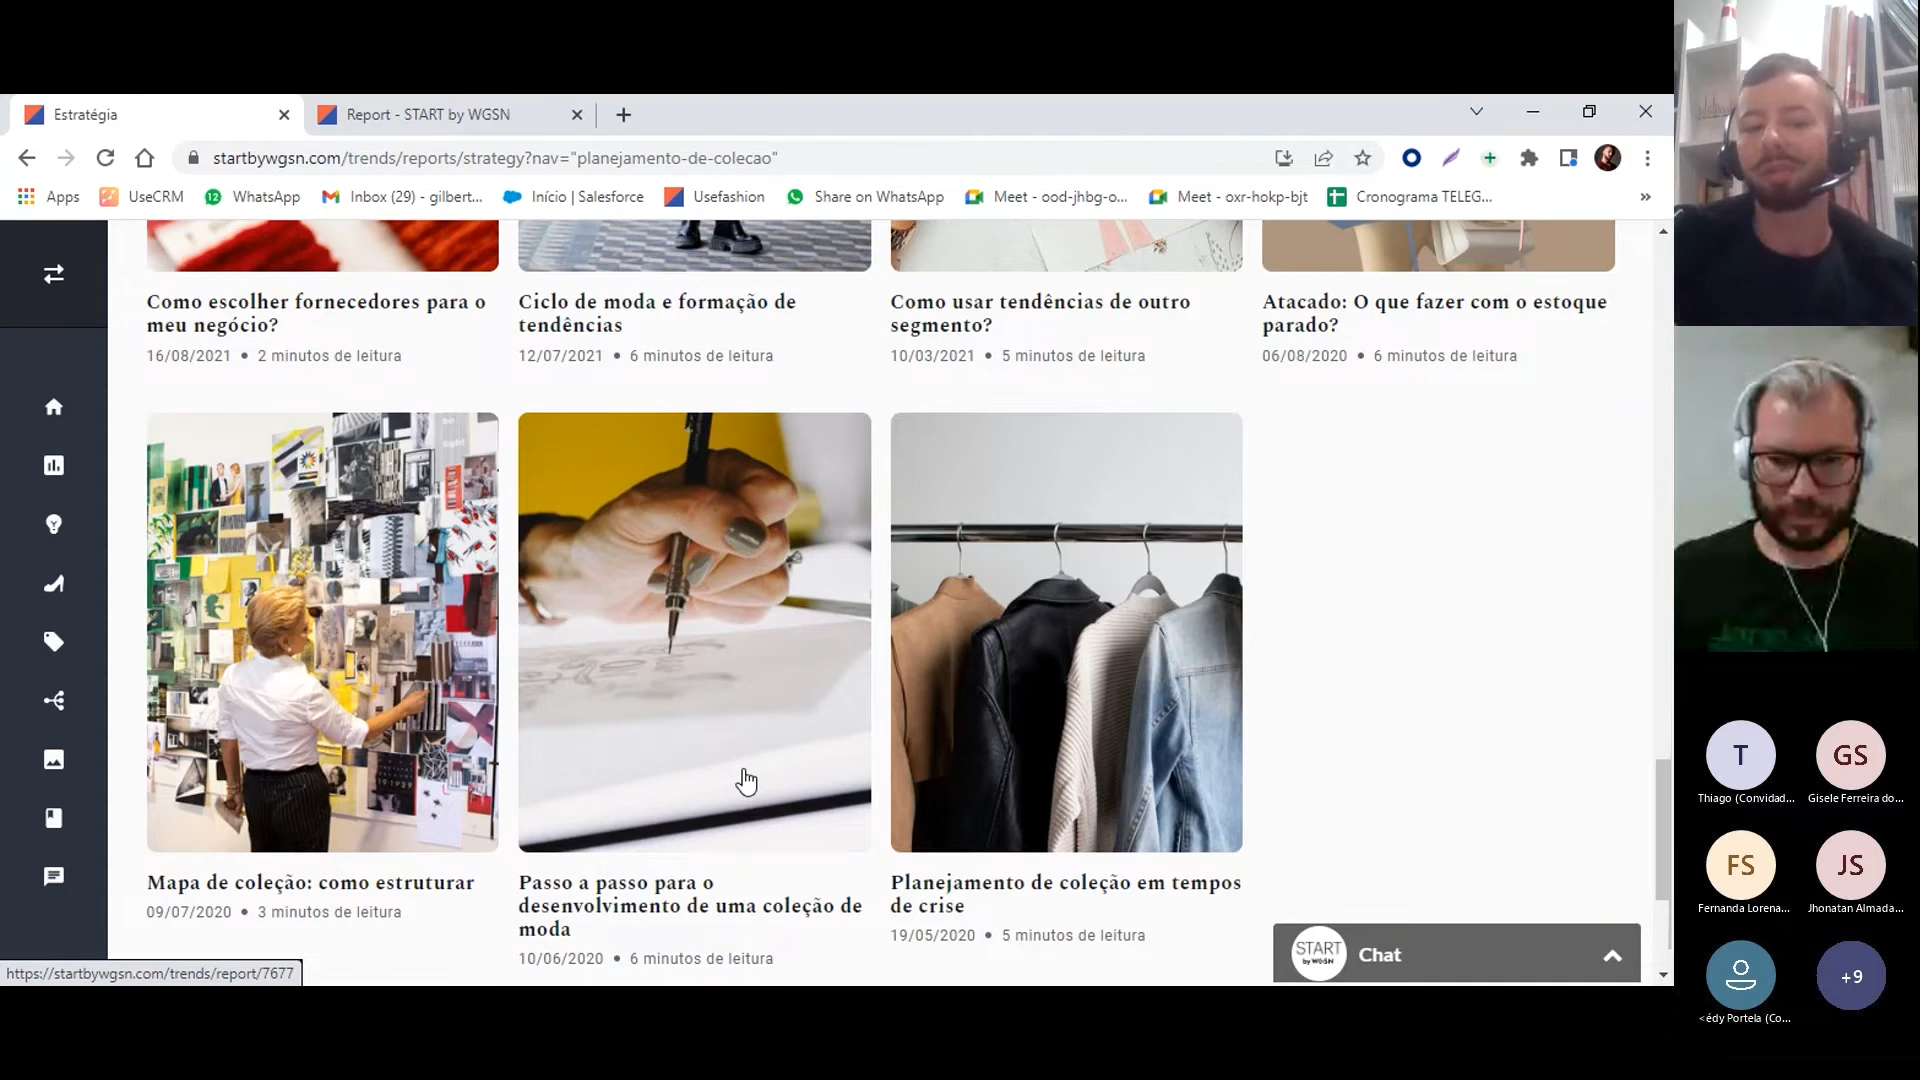 Estratégia
Report - START by WGSN
startbywgsn.com/trends/reports/strategy?nav="planejamento-de-colecao"
Apps
UseCRM
12
WhatsApp
Inbox (29) - gilbert...
Início | Salesforce
Usefashion
Share on WhatsApp
Meet - ood-jhbg-o...
Meet - oxr-hokp-bjt
Cronograma TELEG...
»
Como escolher fornecedores para o
meu negócio?
16/08/2021 • 2 minutos de leitura
Ciclo de moda e formação de
tendências
12/07/2021 • 6 minutos de leitura
Como usar tendências de outro
segmento?
10/03/2021 • 5 minutos de leitura
Atacado: O que fazer com o estoque
parado?
06/08/2020 • 6 minutos de leitura
Mapa de coleção: como estruturar
09/07/2020 • 3 minutos de leitura
Passo a passo para o
desenvolvimento de uma coleção de
moda
10/06/2020 • 6 minutos de leitura
Planejamento de coleção em tempos
de crise
19/05/2020 • 5 minutos de leitura
START
by WGSN
Chat
https://startbywgsn.com/trends/report/7677
T
Thiago (Convidad...
GS
Gisele Ferreira do...
FS
Fernanda Lorena...
JS
Jhonatan Almada...
<édy Portela (Co...
+9